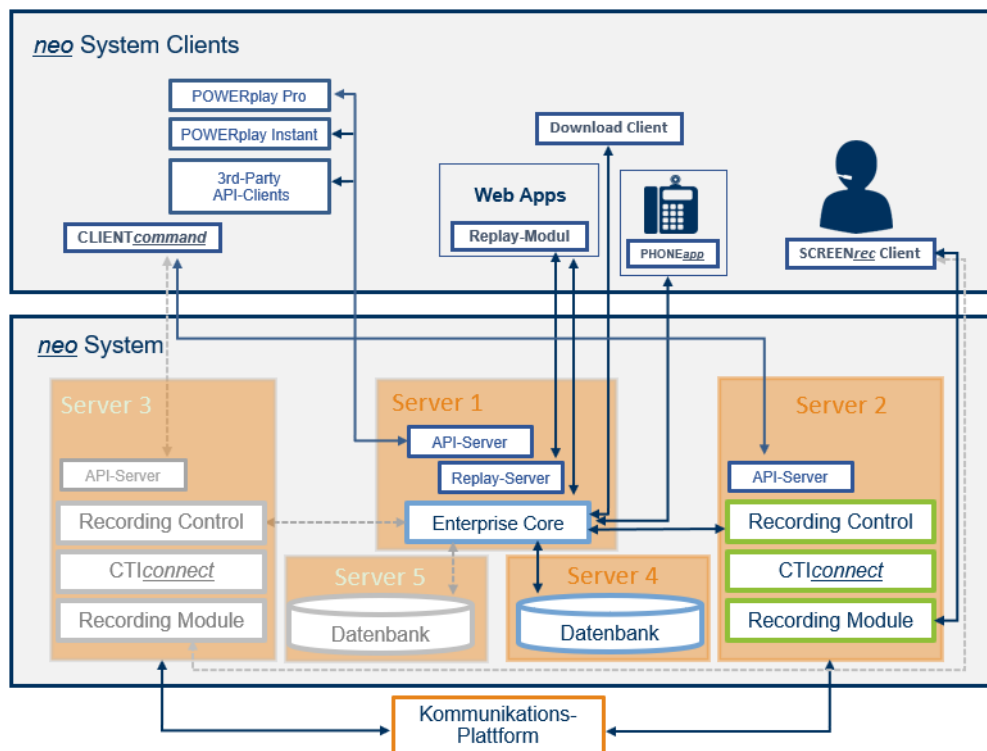 neo System Clients
POWERplay Pro
POWERplay Instant
3rd-Party
API-Clients
CLIENTcommand
Download Client
Web Apps
Replay-Modul
PHONEapp
SCREENrec Client
neo System
Server 3
API-Server
Recording Control
CTIconnect
Recording Module
Server 1
API-Server
Replay-Server
Enterprise Core
Server 2
API-Server
Recording Control
CTIconnect
Recording Module
Server 5
Datenbank
Server 4
Datenbank
Kommunikations-
Plattform